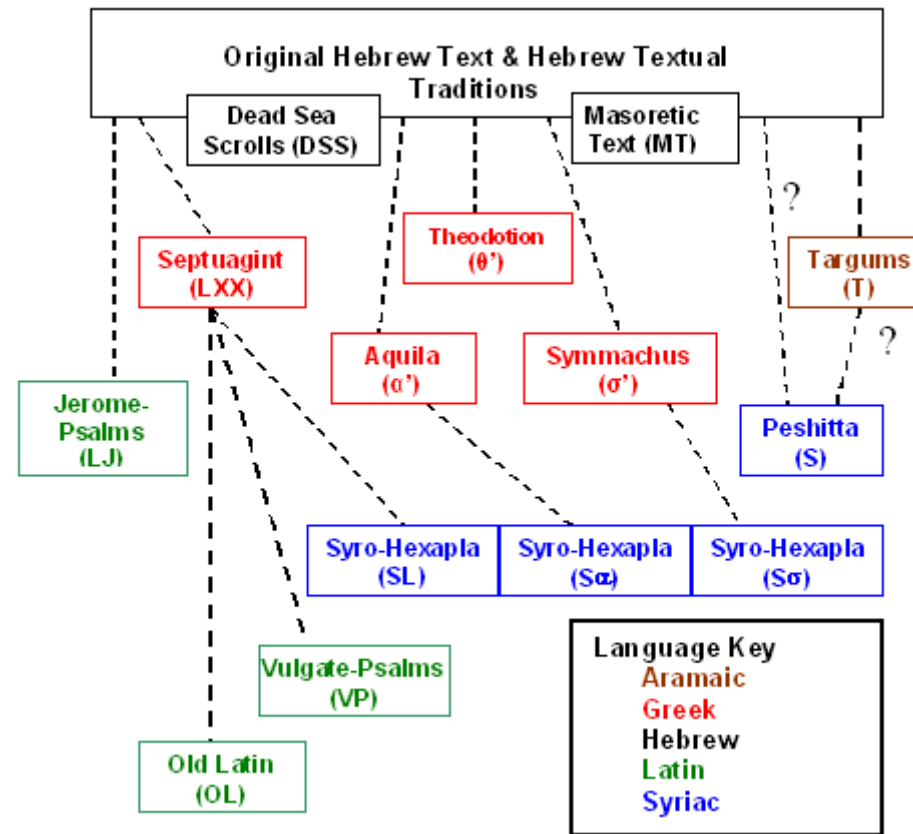 Original Hebrew Text & Hebrew Textual
Traditions
Dead Sea
Scrolls (DSS)
Masoretic
Text (MT)
?
Theodotion
(θ')
Septuagint
(LXX)
Targums
(T)
?
Aquila
(α')
Symmachus
(σ')
Jerome-
Psalms
(LJ)
Peshitta
(S)
Syro-Hexapla
(SL)
Syro-Hexapla
(Sα)
Syro-Hexapla
(Sσ)
Vulgate-Psalms
(VP)
Old Latin
(OL)
Language Key
Aramaic
Greek
Hebrew
Latin
Syriac